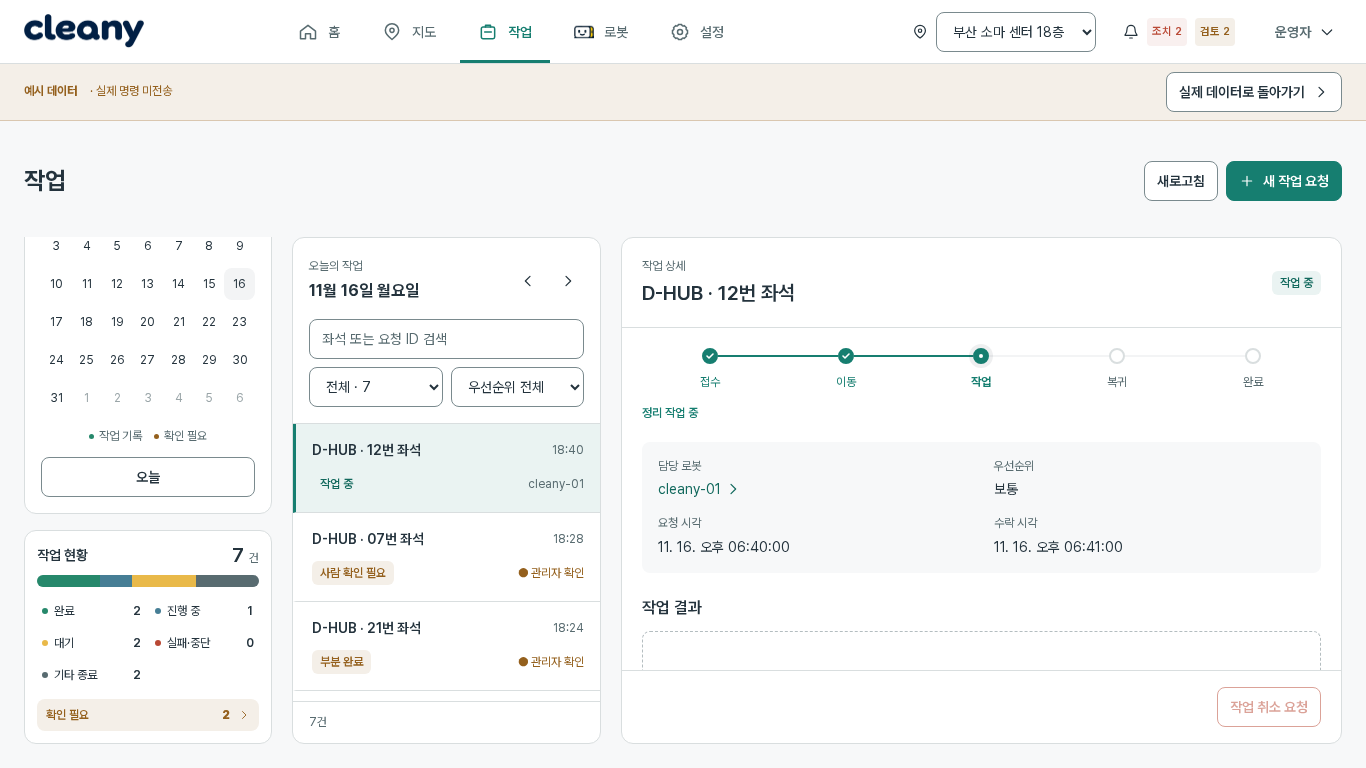 cleany
홈
지도
작업
로봇
설정
부산 소마 센터 18층
조치 2
검토 2
운영자
예시 데이터 · 실제 명령 미전송
실제 데이터로 돌아가기
작업
새로고침
+ 새 작업 요청
3 4 5 6 7 8 9
10 11 12 13 14 15 16
17 18 19 20 21 22 23
24 25 26 27 28 29 30
31 1 2 3 4 5 6
작업 기록 확인 필요
오늘
작업 현황 7 건
완료 2 진행 중 1
대기 2 실패·중단 0
기타 종료 2
확인 필요 2
오늘의 작업
11월 16일 월요일
좌석 또는 요청 ID 검색
전체 · 7 우선순위 전체
D-HUB · 12번 좌석 18:40
작업 중 cleany-01
D-HUB · 07번 좌석 18:28
사람 확인 필요 관리자 확인
D-HUB · 21번 좌석 18:24
부분 완료 관리자 확인
7건
작업 상세
D-HUB · 12번 좌석
작업 중
접수 이동 작업 복귀 완료
정리 작업 중
담당 로봇 우선순위
cleany-01 보통
요청 시각 수락 시각
11. 16. 오후 06:40:00 11. 16. 오후 06:41:00
작업 결과
작업 취소 요청